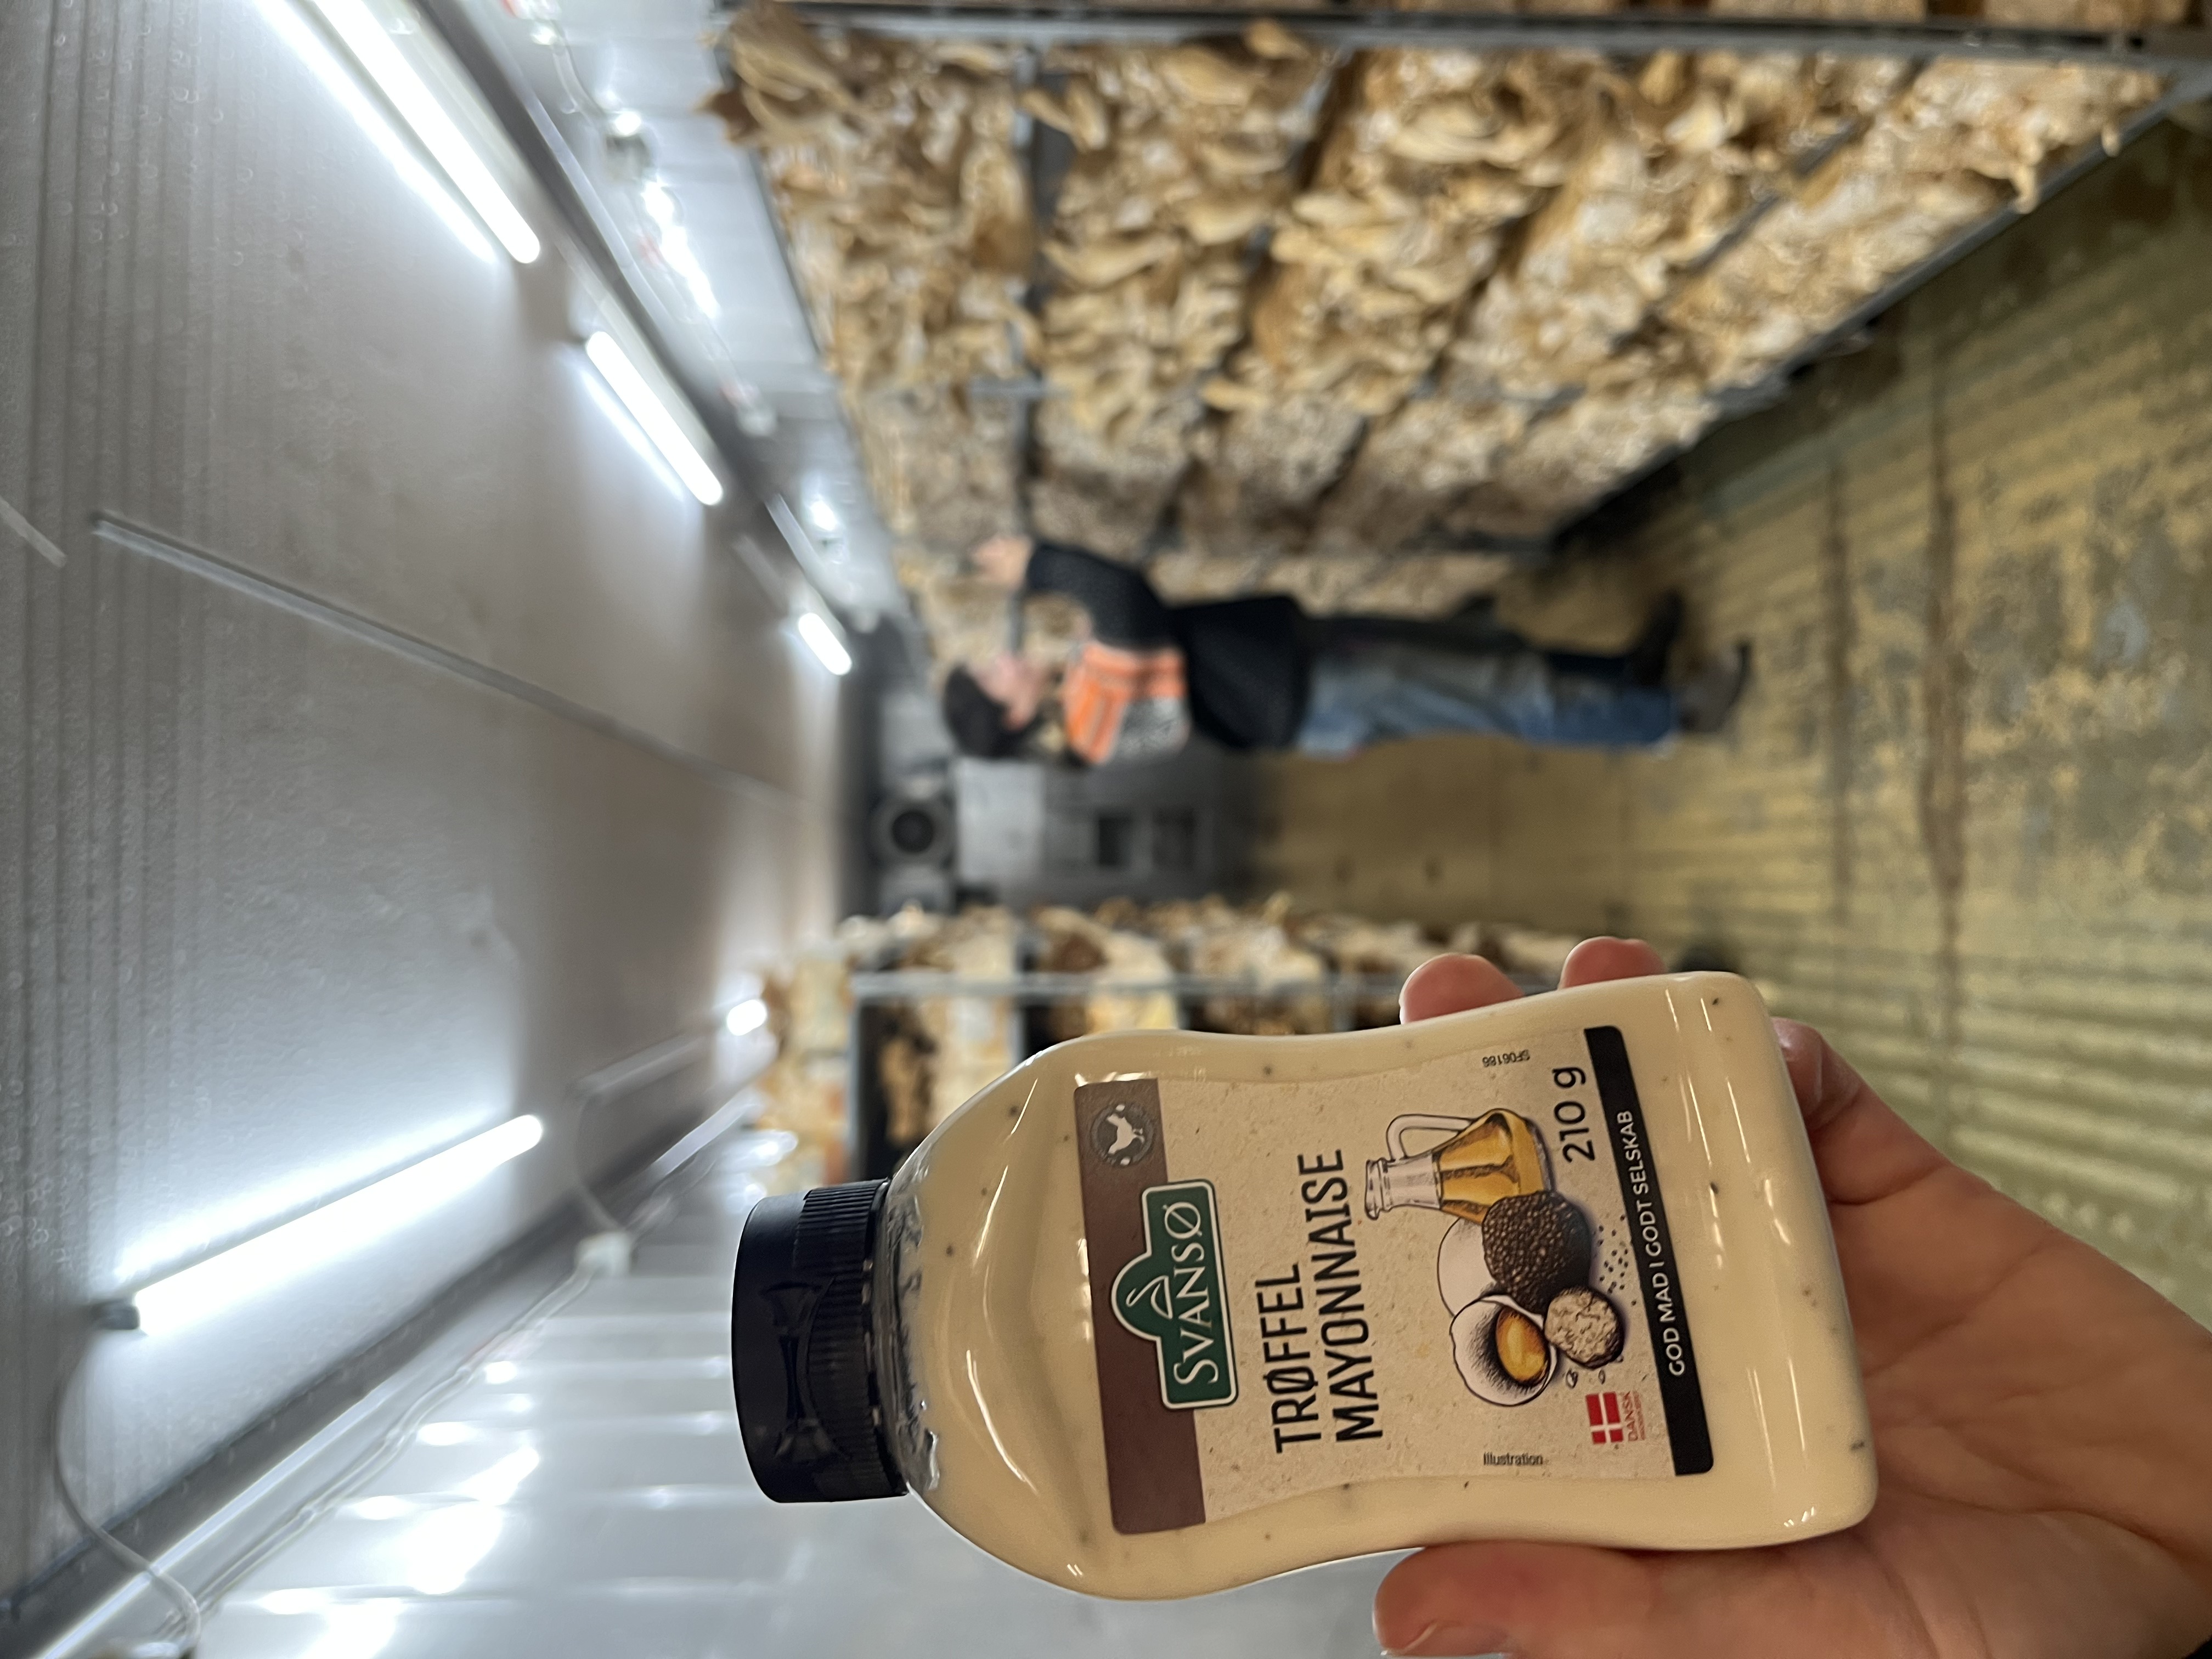 SVANSØ
TRØFFEL
MAYONNAISE
Illustration
SF06186
210 g
DANSK
GOD MAD I GODT SELSKAB